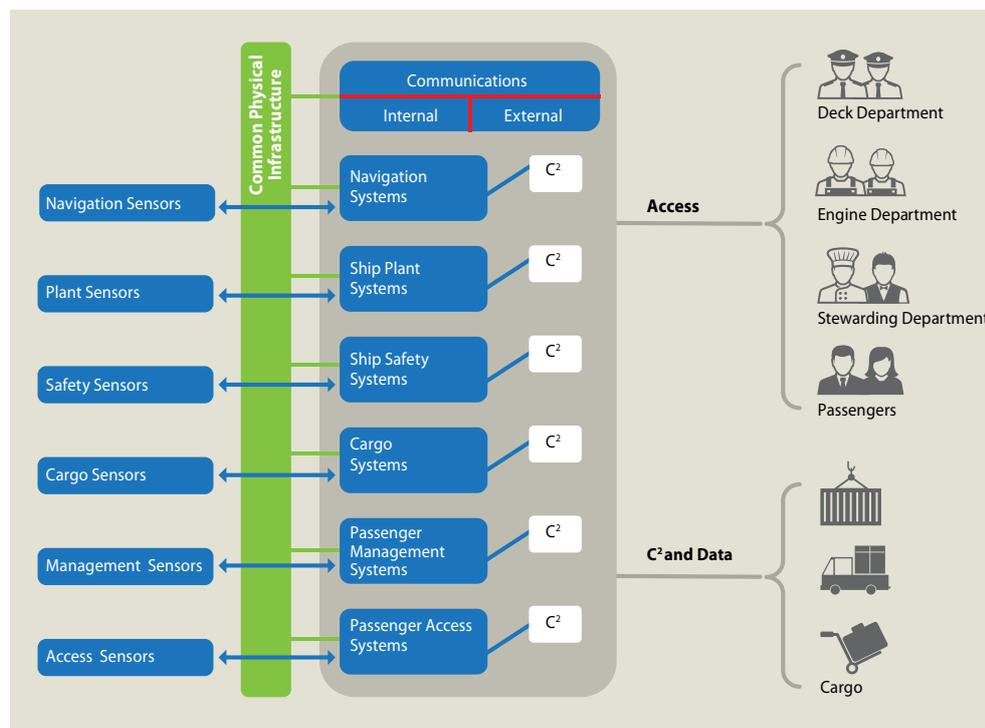 Common Physical
Infrastructure
Communications
Internal
External
Navigation Sensors
Navigation
Systems
C²
Plant Sensors
Ship Plant
Systems
C²
Safety Sensors
Ship Safety
Systems
C²
Cargo Sensors
Cargo
Systems
C²
Management Sensors
Passenger
Management
Systems
C²
Access Sensors
Passenger Access
Systems
C²
Access
Deck Department
Engine Department
Stewarding Department
Passengers
C² and Data
Cargo